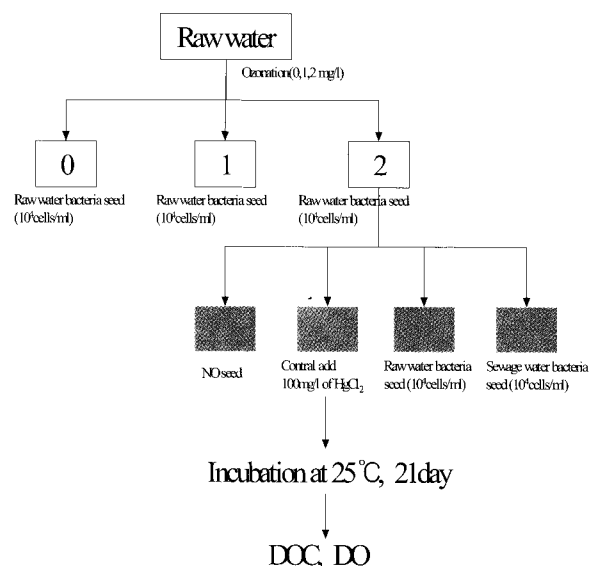 Raw water
Ozonation(0,1,2 mg/l)
0
1
2
Raw water bacteria seed
(10⁴cells/ml)
Raw water bacteria seed
(10⁴cells/ml)
Raw water bacteria seed
(10⁴cells/ml)
NO seed
Contral add
100mg/l of HgCl₂
Raw water bacteria
seed (10⁴cells/ml)
Sewage water bacteria
seed (10⁴cells/ml)
Incubation at 25℃, 21day
DOC, DO